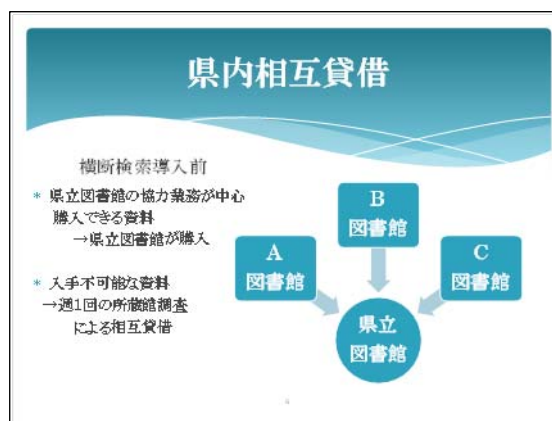 県内相互貸借
横断検索導入前
* 県立図書館の協力業務が中心
購入できる資料
→県立図書館が購入
* 入手不可能な資料
→週1回の所蔵館調査
による相互貸借
A
図書館
B
図書館
C
図書館
県立
図書館